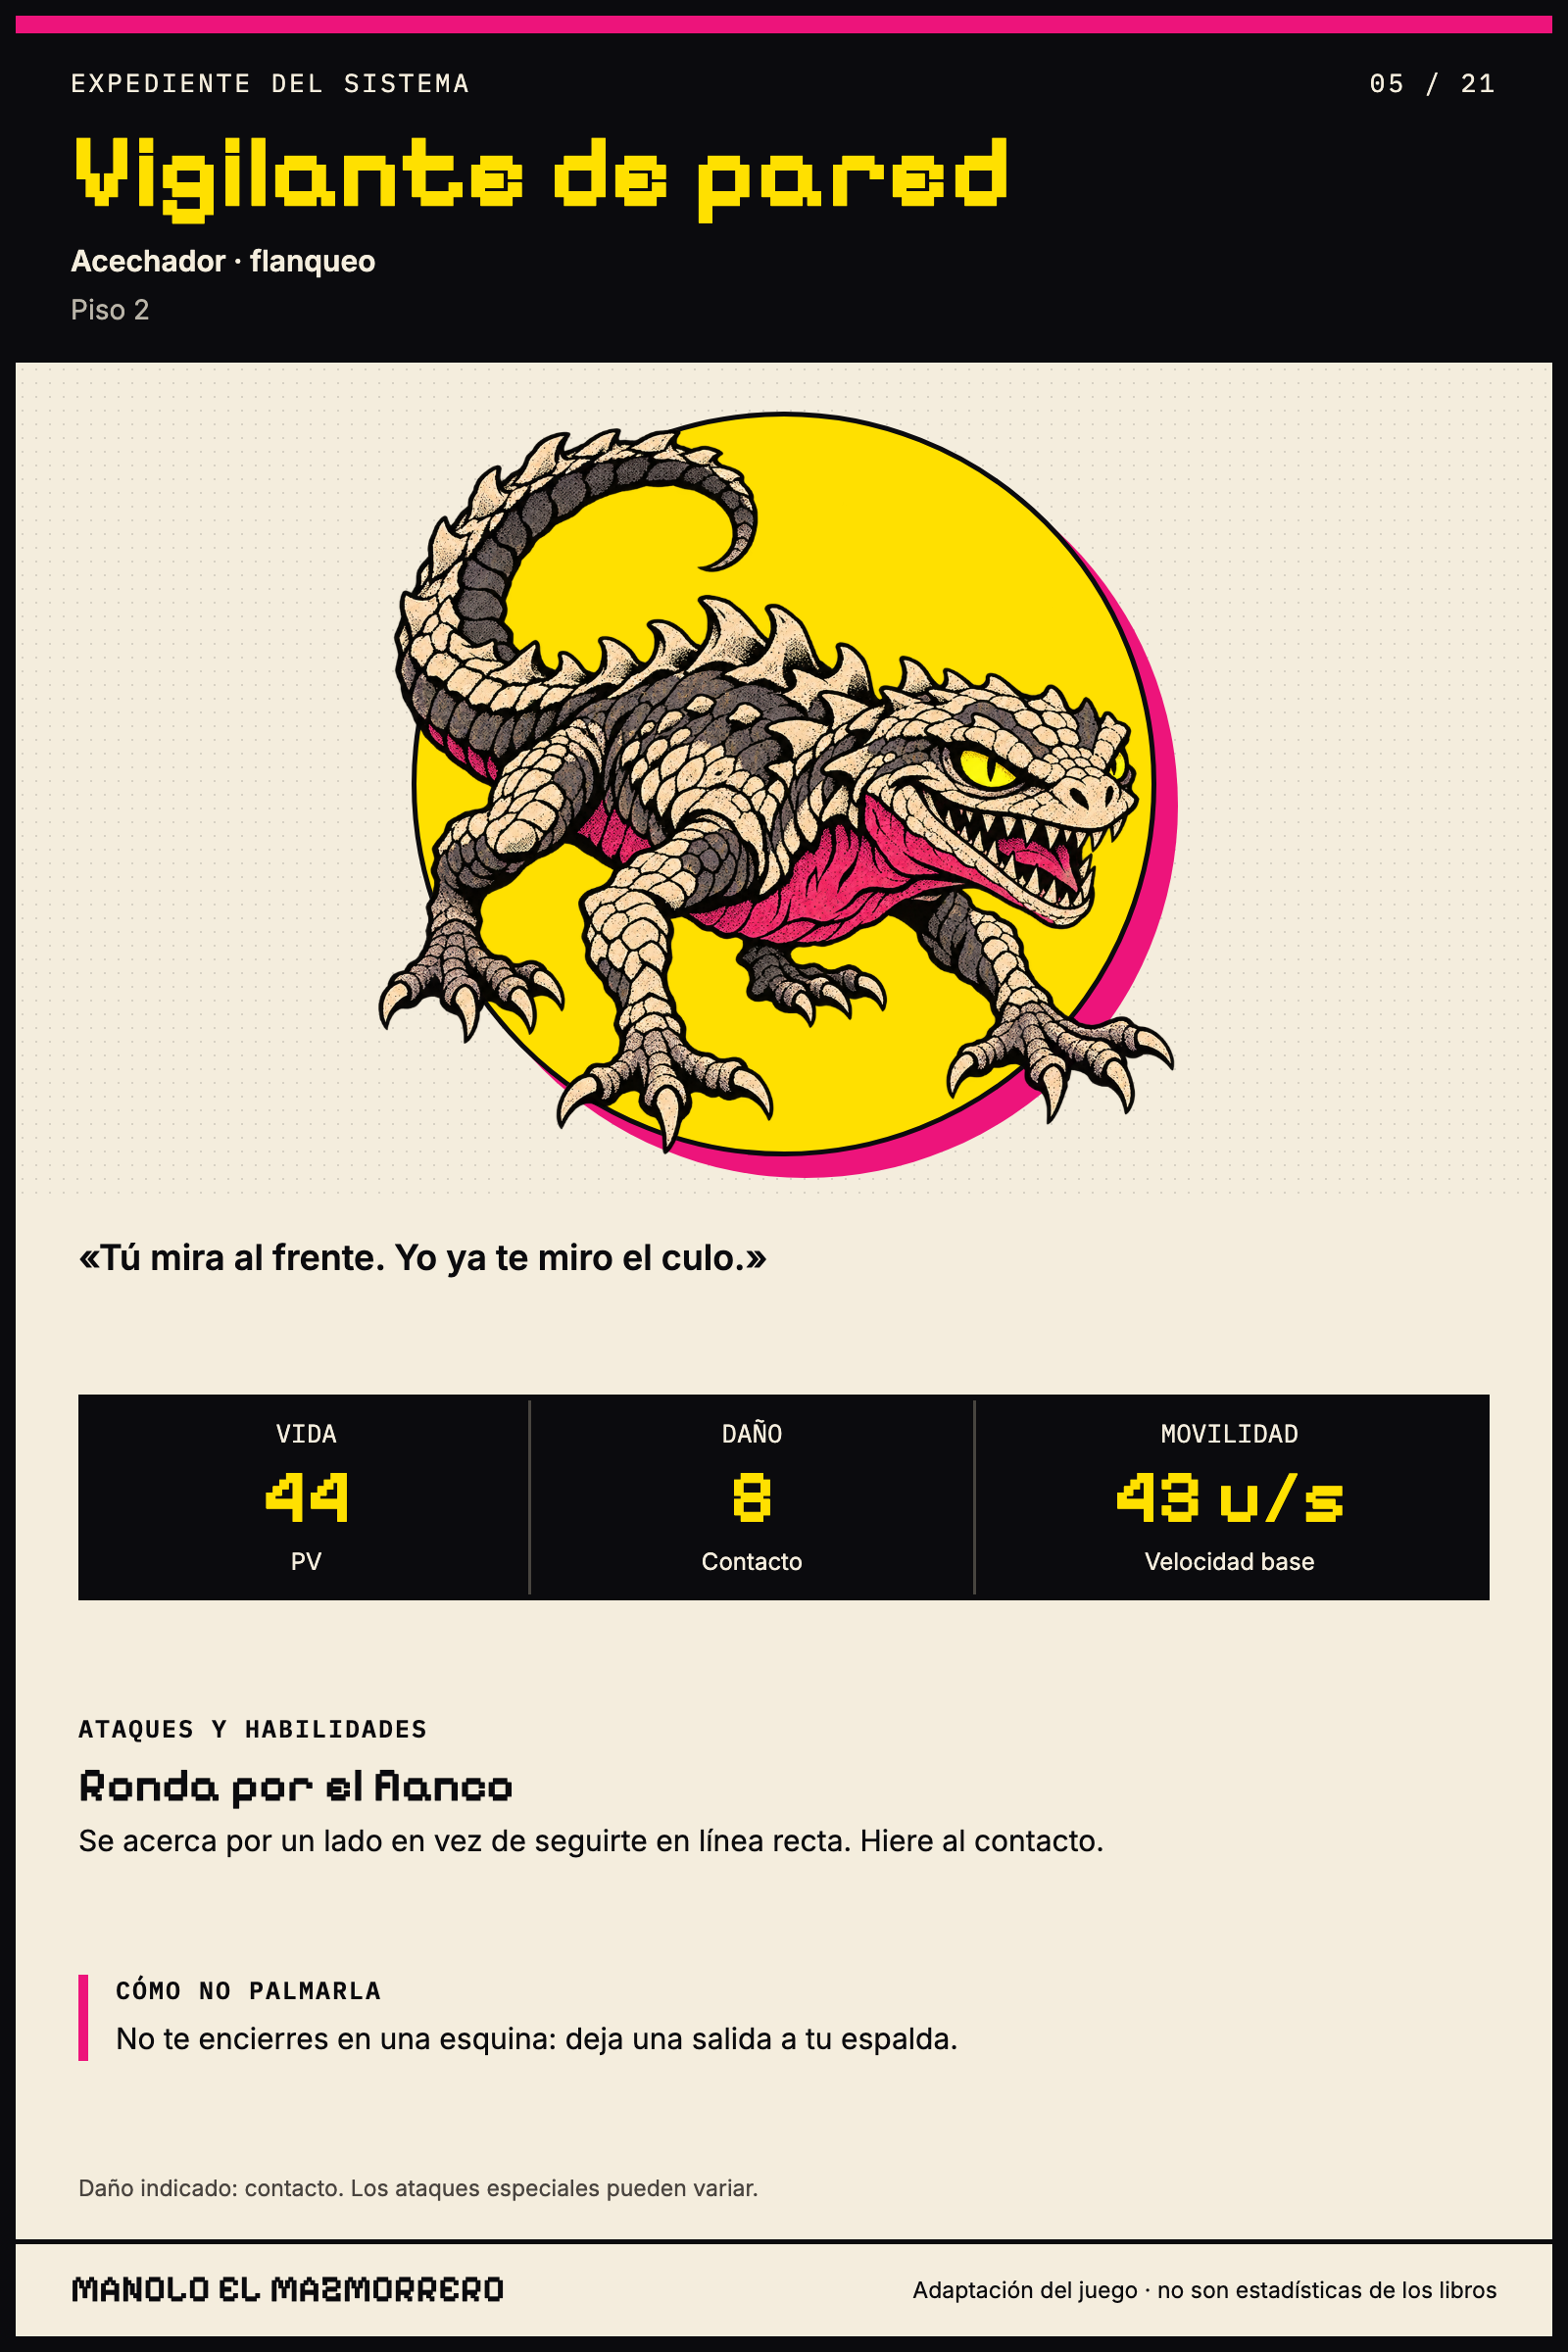 EXPEDIENTE DEL SISTEMA
05 / 21
Vigilante de pared
Acechador · flanqueo
Piso 2
«Tú mira al frente. Yo ya te miro el culo.»
VIDA
44
PV
DAÑO
8
Contacto
MOVILIDAD
43 u/s
Velocidad base
ATAQUES Y HABILIDADES
Ronda por el flanco
Se acerca por un lado en vez de seguirte en línea recta. Hiere al contacto.
CÓMO NO PALMARLA
No te encierres en una esquina: deja una salida a tu espalda.
Daño indicado: contacto. Los ataques especiales pueden variar.
MANOLO EL MAZMORRERO
Adaptación del juego · no son estadísticas de los libros